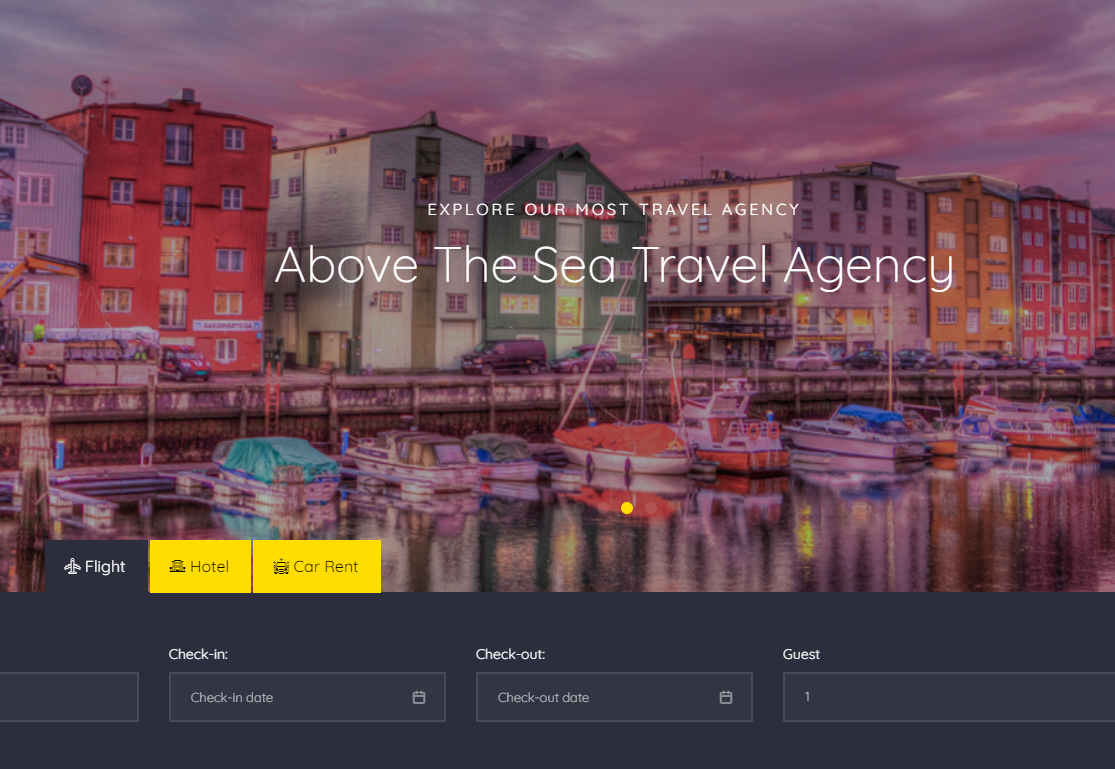 EXPLORE OUR MOST TRAVEL AGENCY
Above The Sea Travel Agency
Flight
Hotel
Car Rent
Check-in:
Check-out:
Guest
Check-in date
Check-out date
1